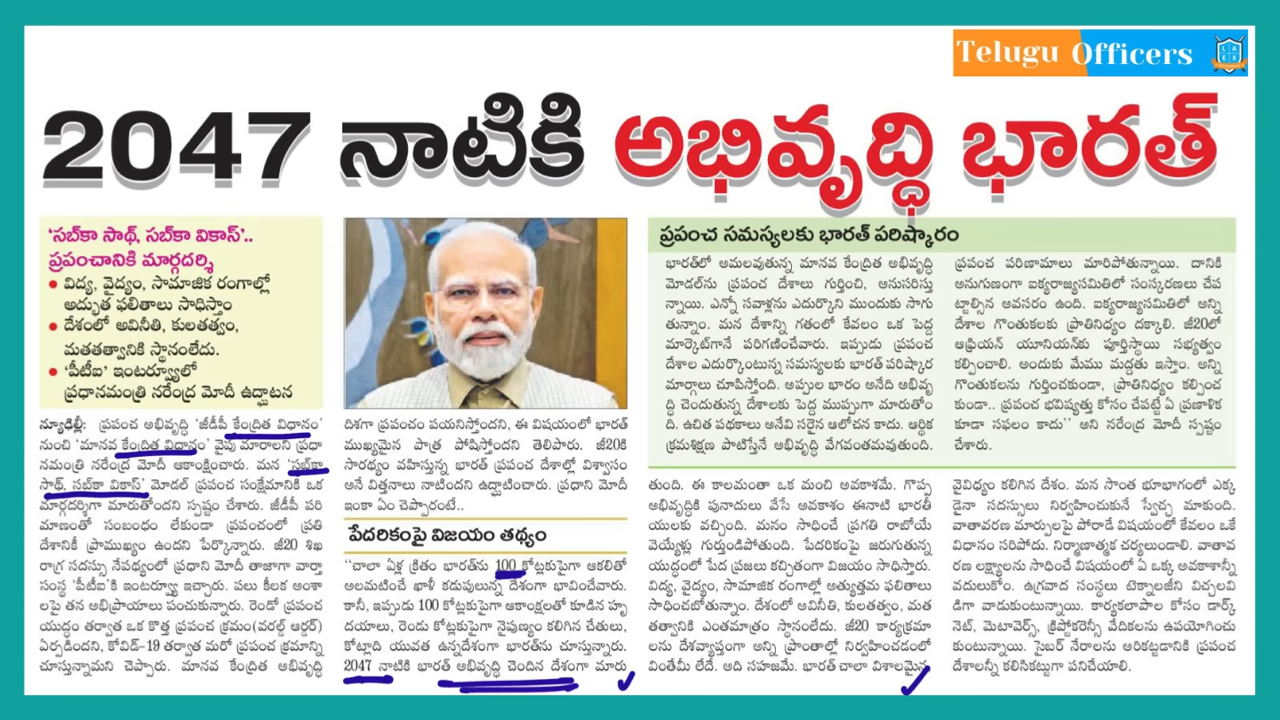 Telugu Officers
2047 నాటికి అభివృద్ధి భారత్
'సబ్‌కా సాథ్, సబ్‌కా వికాస్'..
ప్రపంచానికి మార్గదర్శి
• విద్య, వైద్యం, సామాజిక రంగాల్లో
అద్భుత ఫలితాలు సాధిస్తాం
• దేశంలో అవినీతి, కులతత్వం,
మతతత్వానికి స్థానంలేదు.
• 'పీటీఐ' ఇంటర్వ్యూలో
ప్రధానమంత్రి నరేంద్ర మోదీ ఉద్ఘాటన
న్యూఢిల్లీ: ప్రపంచ అభివృద్ధి 'జీడీపీ కేంద్రిత విధానం'
నుంచి 'మానవ కేంద్రిత విధానం' వైపు మారాలని ప్రధా
నమంత్రి నరేంద్ర మోదీ ఆకాంక్షించారు. మన 'సబ్‌కా
సాథ్, సబ్‌కా వికాస్' మోడల్ ప్రపంచ సంక్షేమానికి ఒక
మార్గదర్శిగా మారుతోందని స్పష్టం చేశారు. జీడీపీ పరి
మాణంతో సంబంధం లేకుండా ప్రపంచంలో ప్రతి
దేశానికీ ప్రాముఖ్యం ఉందని పేర్కొన్నారు. జీ20 శిఖ
రాగ్ర సదస్సు నేపథ్యంలో ప్రధాని మోదీ తాజాగా వార్తా
సంస్థ 'పీటీఐ'కి ఇంటర్వ్యూ ఇచ్చారు. పలు కీలక అంశా
లపై తన అభిప్రాయాలు పంచుకున్నారు. రెండో ప్రపంచ
యుద్ధం తర్వాత ఒక కొత్త ప్రపంచ క్రమం(వరల్డ్ ఆర్డర్)
ఏర్పడిందని, కోవిడ్-19 తర్వాత మరో ప్రపంచ క్రమాన్ని
చూస్తున్నామని చెప్పారు. మానవ కేంద్రిత అభివృద్ధి
దిశగా ప్రపంచం పయనిస్తోందని, ఈ విషయంలో భారత్
ముఖ్యమైన పాత్ర పోషిస్తోందని తెలిపారు. జీ20కి
సారథ్యం వహిస్తున్న భారత్ ప్రపంచ దేశాల్లో విశ్వాసం
అనే విత్తనాలు నాటిందని ఉద్ఘాటించారు. ప్రధాని మోదీ
ఇంకా ఏం చెప్పారంటే..
పేదరికంపై విజయం తథ్యం
''చాలా ఏళ్ల క్రితం భారత్‌ను 100 కోట్లకుపైగా ఆకలితో
అలమటించే ఖాళీ కడుపులున్న దేశంగా భావించేవారు.
కానీ, ఇప్పుడు 100 కోట్లకుపైగా ఆకాంక్షలతో కూడిన హృ
దయాలు, రెండు కోట్లకుపైగా నైపుణ్యం కలిగిన చేతులు,
కోట్లాది యువత ఉన్నదేశంగా భారత్‌ను చూస్తున్నారు.
2047 నాటికి భారత్ అభివృద్ధి చెందిన దేశంగా మారు
ప్రపంచ సమస్యలకు భారత్ పరిష్కారం
భారత్‌లో అమలవుతున్న మానవ కేంద్రిత అభివృద్ధి
మోడల్‌ను ప్రపంచ దేశాలు గుర్తించి, అనుసరిస్తు
న్నాయి. ఎన్నో సవాళ్లను ఎదుర్కొని ముందుకు సాగు
తున్నాం. మన దేశాన్ని గతంలో కేవలం ఒక పెద్ద
మార్కెట్‌గానే పరిగణించేవారు. ఇప్పుడు ప్రపంచ
దేశాల ఎదుర్కొంటున్న సమస్యలకు భారత్ పరిష్కార
మార్గాలు చూపిస్తోంది. అప్పుల భారం అనేది అభివృ
ద్ధి చెందుతున్న దేశాలకు పెద్ద ముప్పుగా మారుతోం
ది. ఉచిత పథకాలు అనేవి సరైన ఆలోచన కాదు. ఆర్థిక
క్రమశిక్షణ పాటిస్తేనే అభివృద్ధి వేగవంతమవుతుంది.
ప్రపంచ పరిణామాలు మారిపోతున్నాయి. దానికి
అనుగుణంగా ఐక్యరాజ్యసమితిలో సంస్కరణలు చేప
ట్టాల్సిన అవసరం ఉంది. ఐక్యరాజ్యసమితిలో అన్ని
దేశాల గొంతుకలకు ప్రాతినిధ్యం దక్కాలి. జీ20లో
ఆఫ్రియన్ యూనియన్‌కు పూర్తిస్థాయి సభ్యత్వం
కల్పించాలి. అందుకు మేము మద్దతు ఇస్తాం. అన్ని
గొంతుకలను గుర్తించకుండా, ప్రాతినిధ్యం కల్పించ
కుండా.. ప్రపంచ భవిష్యత్తు కోసం చేపట్టే ఏ ప్రణాళిక
కూడా సఫలం కాదు'' అని నరేంద్ర మోదీ స్పష్టం
చేశారు.
తుంది. ఈ కాలమంతా ఒక మంచి అవకాశమే. గొప్ప
అభివృద్ధికి పునాదులు వేసే అవకాశం ఈనాటి భారతీ
యులకు వచ్చింది. మనం సాధించే ప్రగతి రాబోయే
వెయ్యేళ్లు గుర్తుండిపోతుంది. పేదరికంపై జరుగుతున్న
యుద్ధంలో పేద ప్రజలు కచ్చితంగా విజయం సాధిస్తారు.
విద్య, వైద్యం, సామాజిక రంగాల్లో అత్యుత్తమ ఫలితాలు
సాధించబోతున్నాం. దేశంలో అవినీతి, కులతత్వం, మత
తత్వానికి ఎంతమాత్రం స్థానంలేదు. జీ20 కార్యక్రమా
లను దేశవ్యాప్తంగా అన్ని ప్రాంతాల్లో నిర్వహించడంలో
వింతేమీ లేదే. అది సహజమే. భారత్ చాలా విశాలమైన,
వైవిధ్యం కలిగిన దేశం. మన సొంత భూభాగంలో ఎక్క
డైనా సదస్సులు నిర్వహించుకునే స్వేచ్ఛ మాకుంది.
వాతావరణ మార్పులపై పోరాడే విషయంలో కేవలం ఒకే
విధానం సరిపోదు. నిర్మాణాత్మక చర్యలుండాలి. వాతావ
రణ లక్ష్యాలను సాధించే విషయంలో ఏ ఒక్క అవకాశాన్నీ
వదులుకోం. ఉగ్రవాద సంస్థలు టెక్నాలజీని విచ్చలవి
డిగా వాడుకుంటున్నాయి. కార్యకలాపాల కోసం డార్క్
నెట్, మెటావెర్స్, క్రిప్టోకరెన్సీ వేదికలను ఉపయోగించు
కుంటున్నాయి. సైబర్ నేరాలను అరికట్టడానికి ప్రపంచ
దేశాలన్నీ కలిసికట్టుగా పనిచేయాలి.